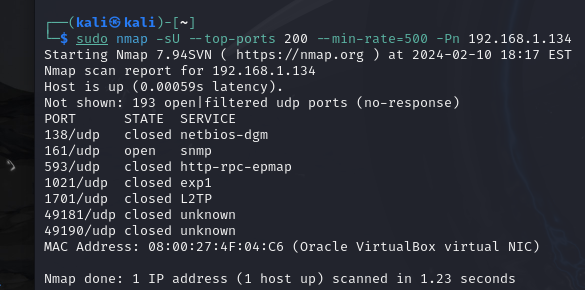 ┌──(kali㉿kali)-[~]
└─$ sudo nmap -sU --top-ports 200 --min-rate=500 -Pn 192.168.1.134
Starting Nmap 7.94SVN ( https://nmap.org ) at 2024-02-10 18:17 EST
Nmap scan report for 192.168.1.134
Host is up (0.00059s latency).
Not shown: 193 open|filtered udp ports (no-response)
PORT      STATE  SERVICE
138/udp   closed netbios-dgm
161/udp   open   snmp
593/udp   closed http-rpc-epmap
1021/udp  closed exp1
1701/udp  closed L2TP
49181/udp closed unknown
49190/udp closed unknown
MAC Address: 08:00:27:4F:04:C6 (Oracle VirtualBox virtual NIC)

Nmap done: 1 IP address (1 host up) scanned in 1.23 seconds